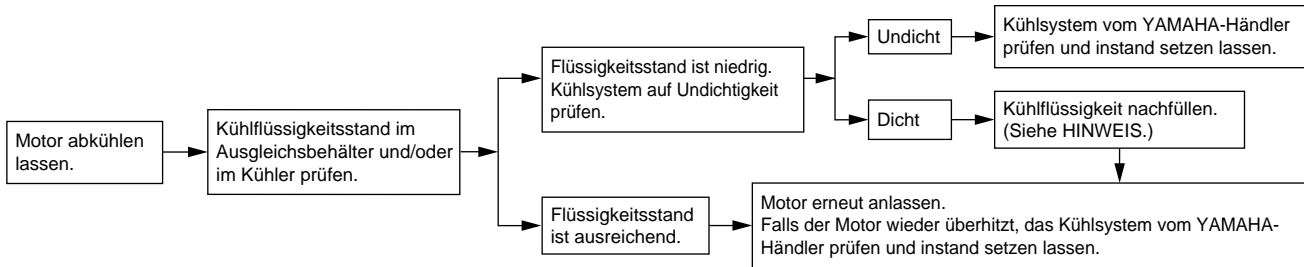 Motor abkühlen
lassen.
Kühlflüssigkeitsstand im
Ausgleichsbehälter und/oder
im Kühler prüfen.
Flüssigkeitsstand ist niedrig.
Kühlsystem auf Undichtigkeit
prüfen.
Undicht
Kühlsystem vom YAMAHA-Händler
prüfen und instand setzen lassen.
Dicht
Kühlflüssigkeit nachfüllen.
(Siehe HINWEIS.)
Flüssigkeitsstand
ist ausreichend.
Motor erneut anlassen.
Falls der Motor wieder überhitzt, das Kühlsystem vom YAMAHA-
Händler prüfen und instand setzen lassen.